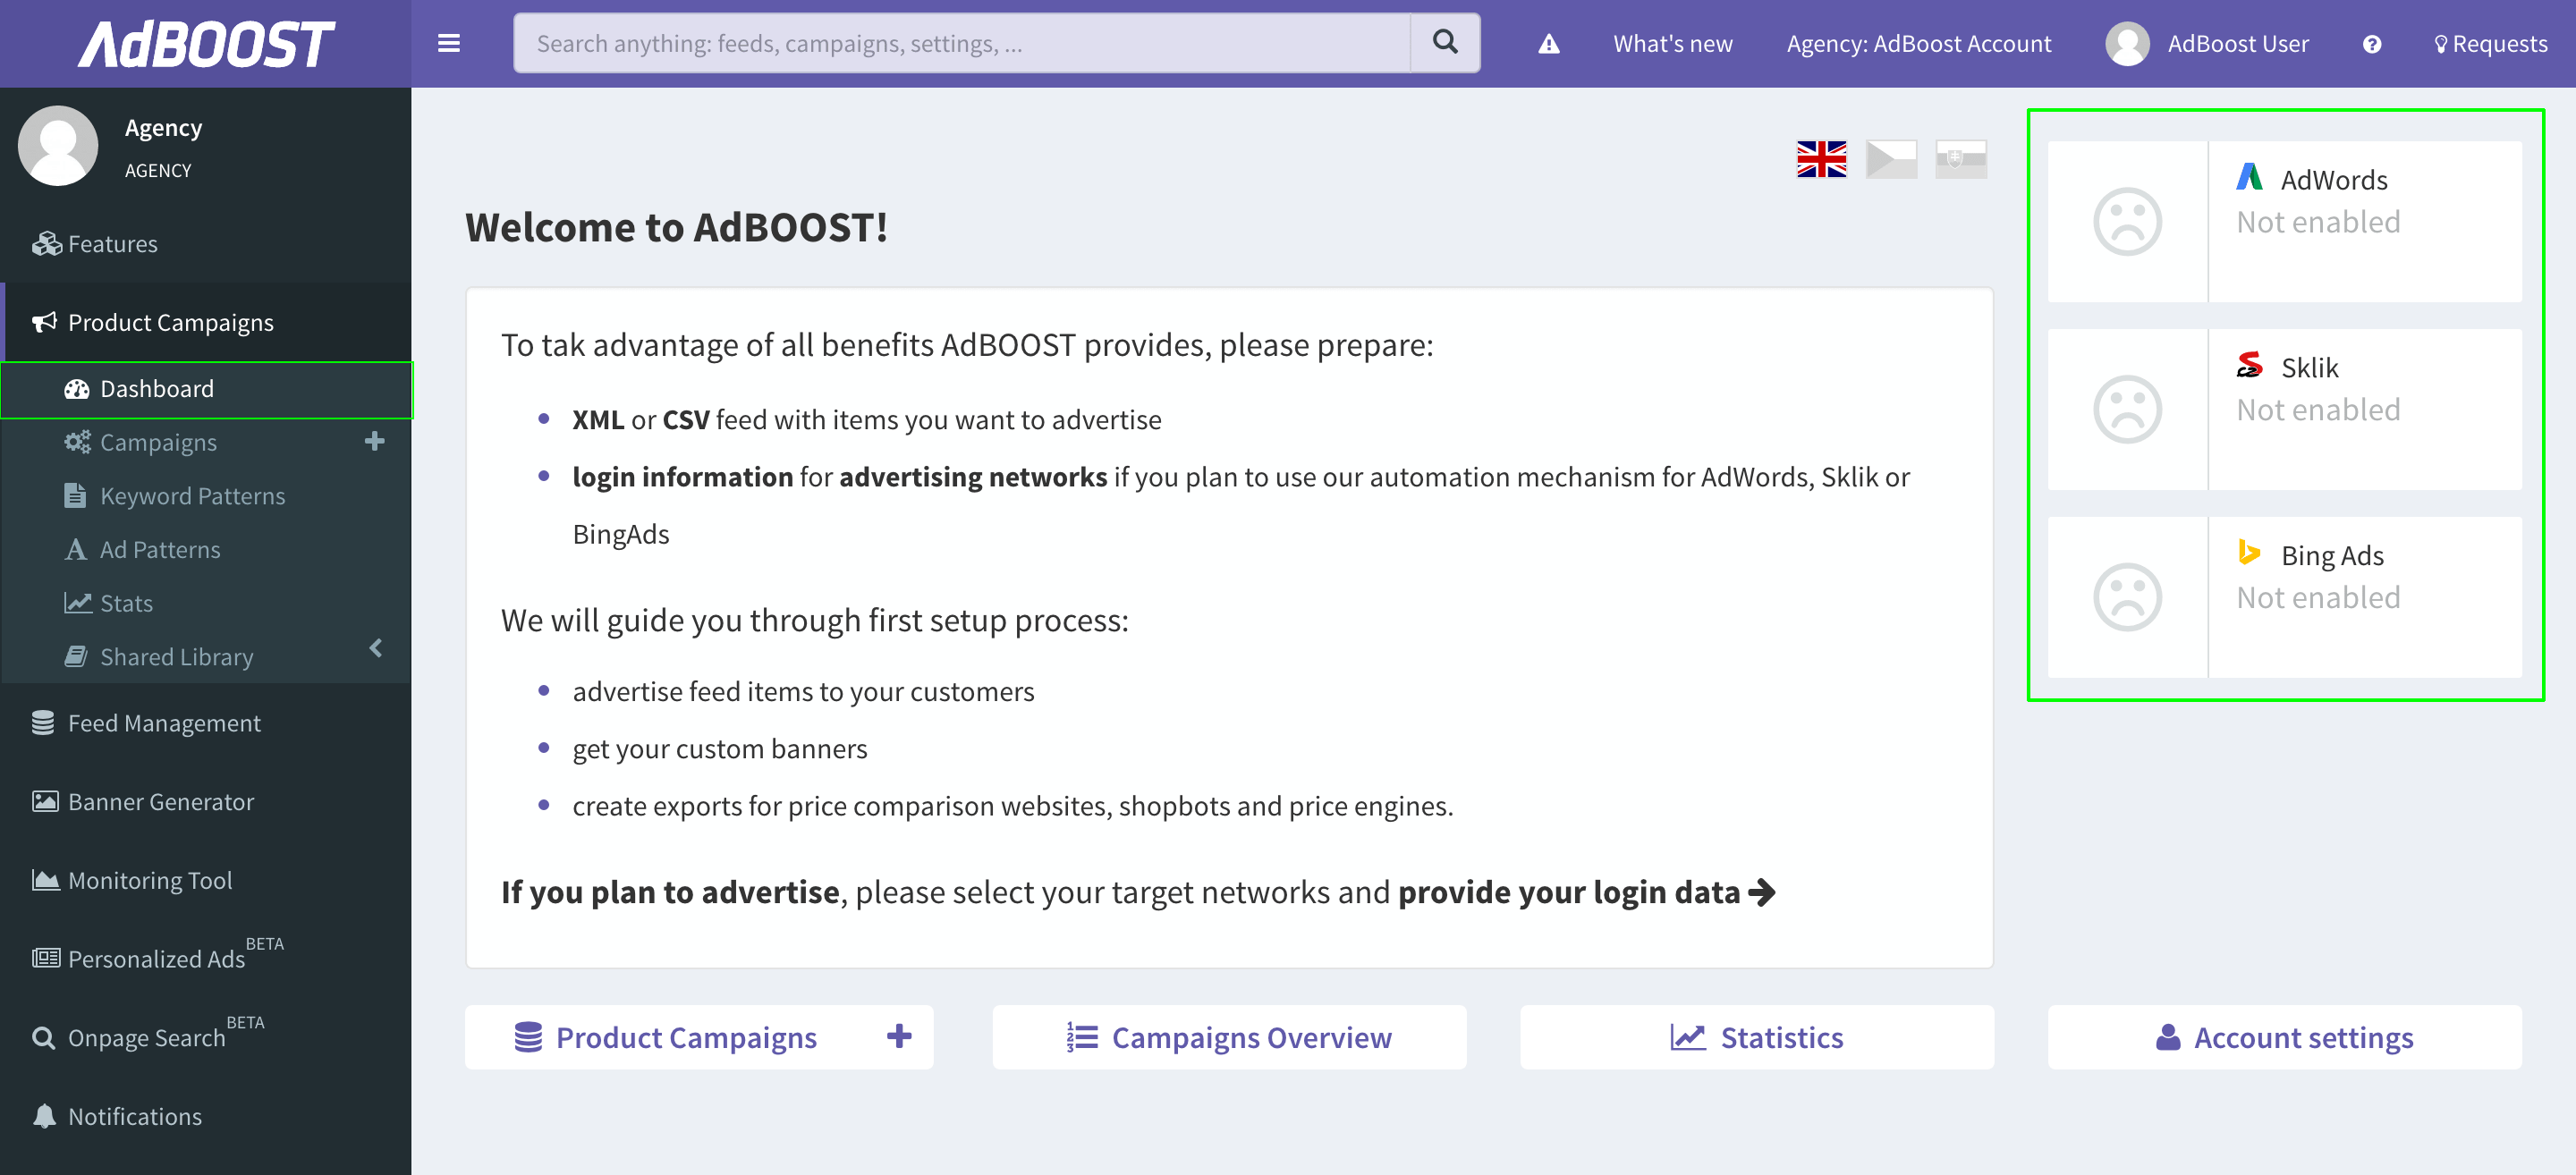 AdBOOST
Search anything: feeds, campaigns, settings, ...
What's new
Agency: AdBoost Account
AdBoost User
Requests
Agency
AGENCY
Features
Product Campaigns
Dashboard
Campaigns
Keyword Patterns
Ad Patterns
Stats
Shared Library
Feed Management
Banner Generator
Monitoring Tool
Personalized Ads BETA
Onpage Search BETA
Notifications
Welcome to AdBOOST!
To tak advantage of all benefits AdBOOST provides, please prepare:
XML or CSV feed with items you want to advertise
login information for advertising networks if you plan to use our automation mechanism for AdWords, Sklik or
BingAds
We will guide you through first setup process:
advertise feed items to your customers
get your custom banners
create exports for price comparison websites, shopbots and price engines.
If you plan to advertise, please select your target networks and provide your login data
AdWords
Not enabled
Sklik
Not enabled
Bing Ads
Not enabled
Product Campaigns
Campaigns Overview
Statistics
Account settings